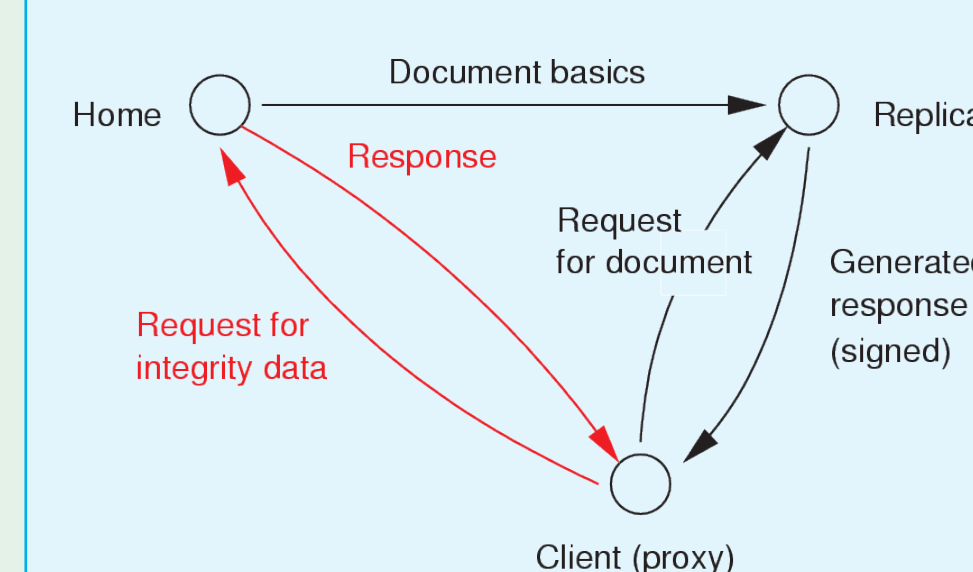 Document basics
Home
Replica
Response
Request
for document
Generated
response
(signed)
Request for
integrity data
Client (proxy)